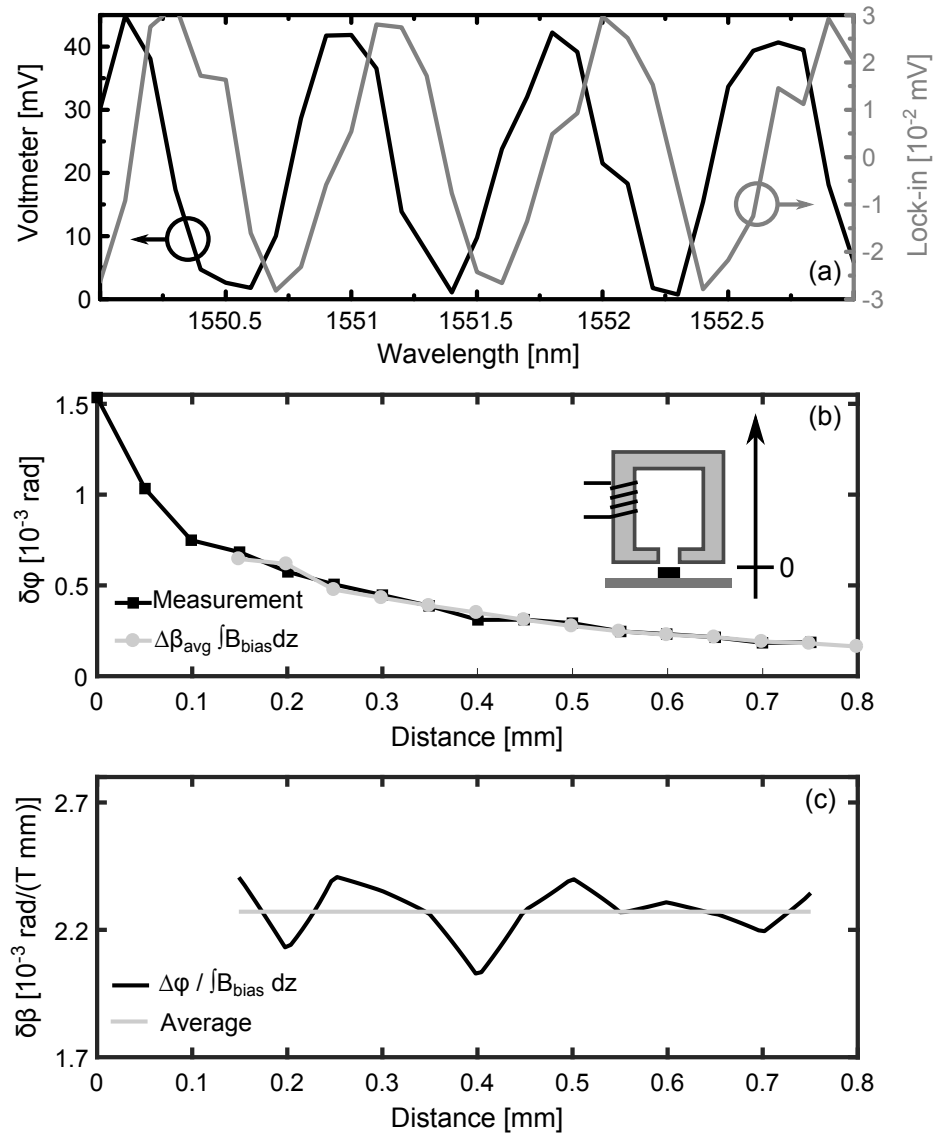 40
30
20
10
0
Voltmeter [mV]
3
2
1
0
-1
-2
-3
Lock-in [10⁻² mV]
(a)
1550.5 1551 1551.5 1552 1552.5
Wavelength [nm]
1.5
1
0.5
0
δφ [10⁻³ rad]
(b)
0
Measurement
Δβavg ∫Bbiasdz
0 0.1 0.2 0.3 0.4 0.5 0.6 0.7 0.8
Distance [mm]
2.7
2.2
1.7
δβ [10⁻³ rad/(T mm)]
(c)
Δφ / ∫Bbias dz
Average
0 0.1 0.2 0.3 0.4 0.5 0.6 0.7 0.8
Distance [mm]